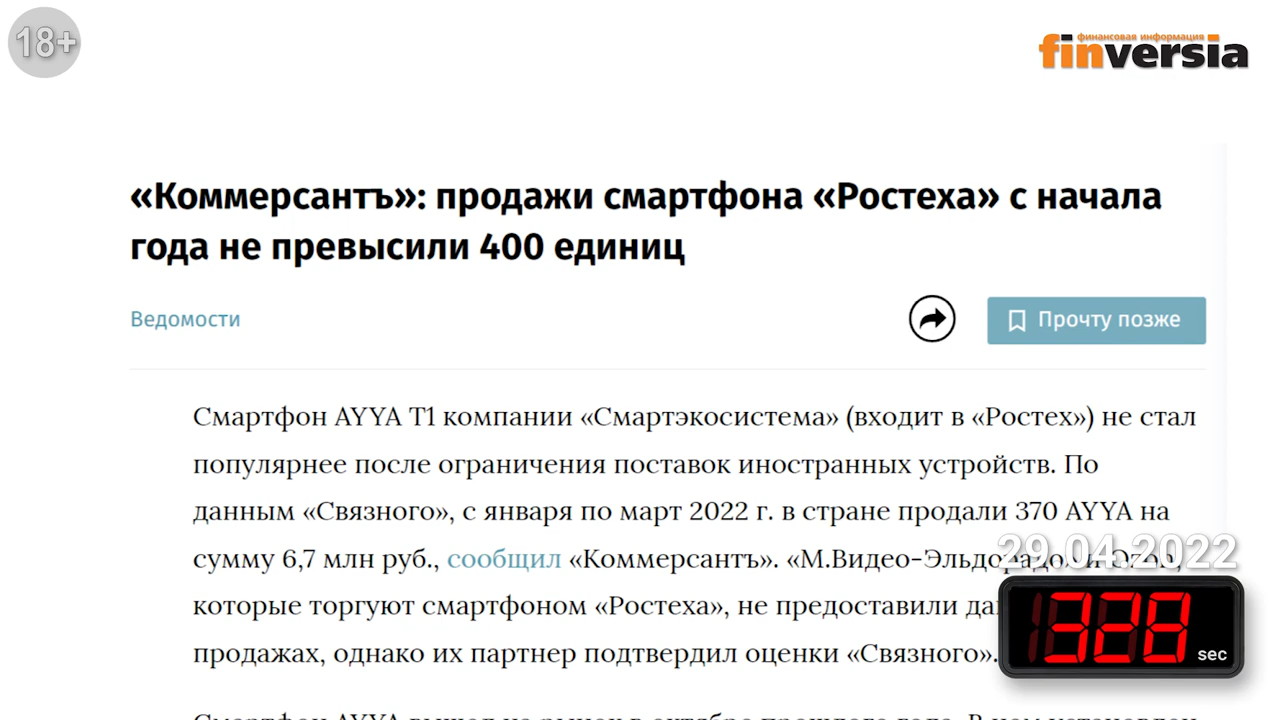 18+
финансовая информация
finversia
«Коммерсантъ»: продажи смартфона «Ростеха» с начала
года не превысили 400 единиц
Ведомости
Прочту позже
Смартфон AYYA T1 компании «Смартэкосистема» (входит в «Ростех») не стал
популярнее после ограничения поставок иностранных устройств. По
данным «Связного», с января по март 2022 г. в стране продали 370 AYYA на
сумму 6,7 млн руб., сообщил «Коммерсантъ». «М.Видео-Эльдорадо» и Ozon,
29.04.2022
которые торгуют смартфоном «Ростеха», не предоставили
продажах, однако их партнер подтвердил оценки «Связного».
328 sec